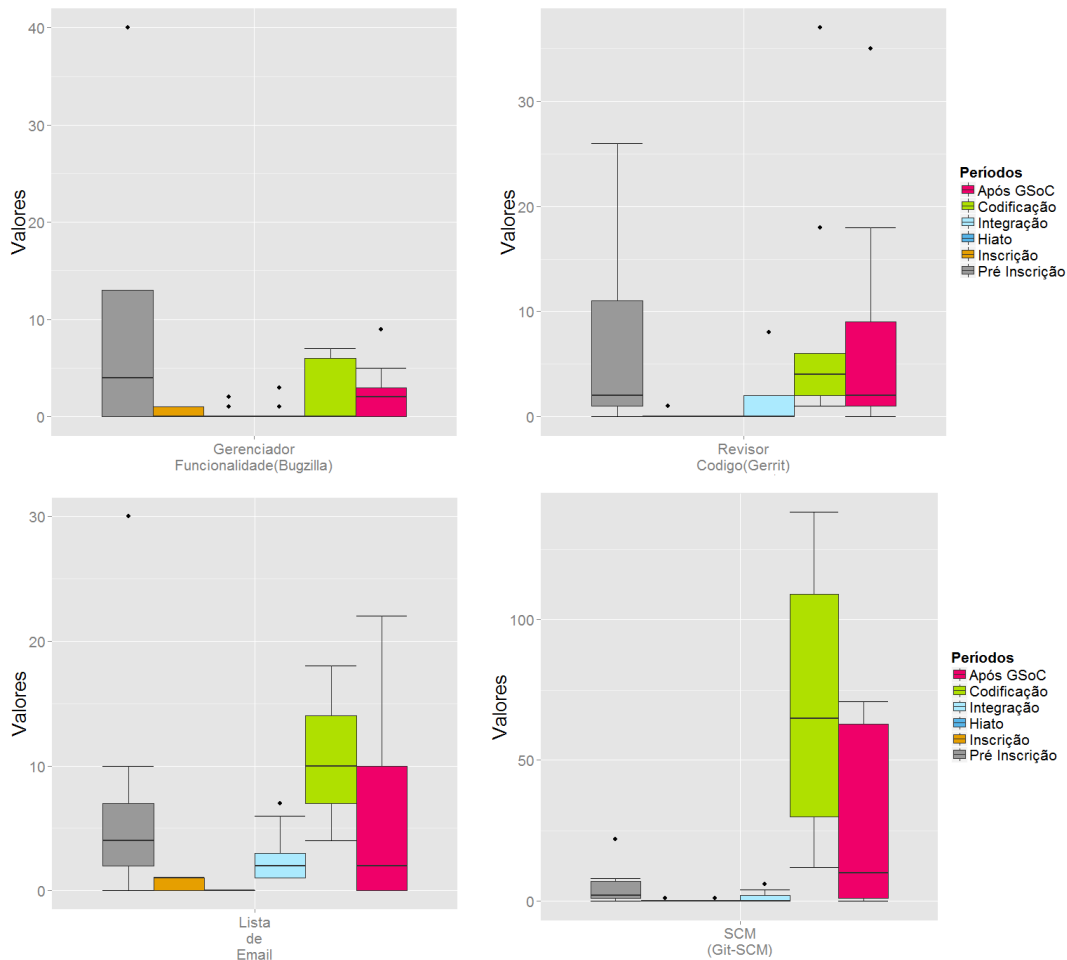 40
30
20
10
0
Valores
Gerenciador
Funcionalidade(Bugzilla)
30
20
10
0
Valores
Revisor
Codigo(Gerrit)
Períodos
Após GSoC
Codificação
Integração
Hiato
Inscrição
Pré Inscrição
30
20
10
0
Valores
Lista
de
Email
100
50
0
Valores
SCM
(Git-SCM)
Períodos
Após GSoC
Codificação
Integração
Hiato
Inscrição
Pré Inscrição